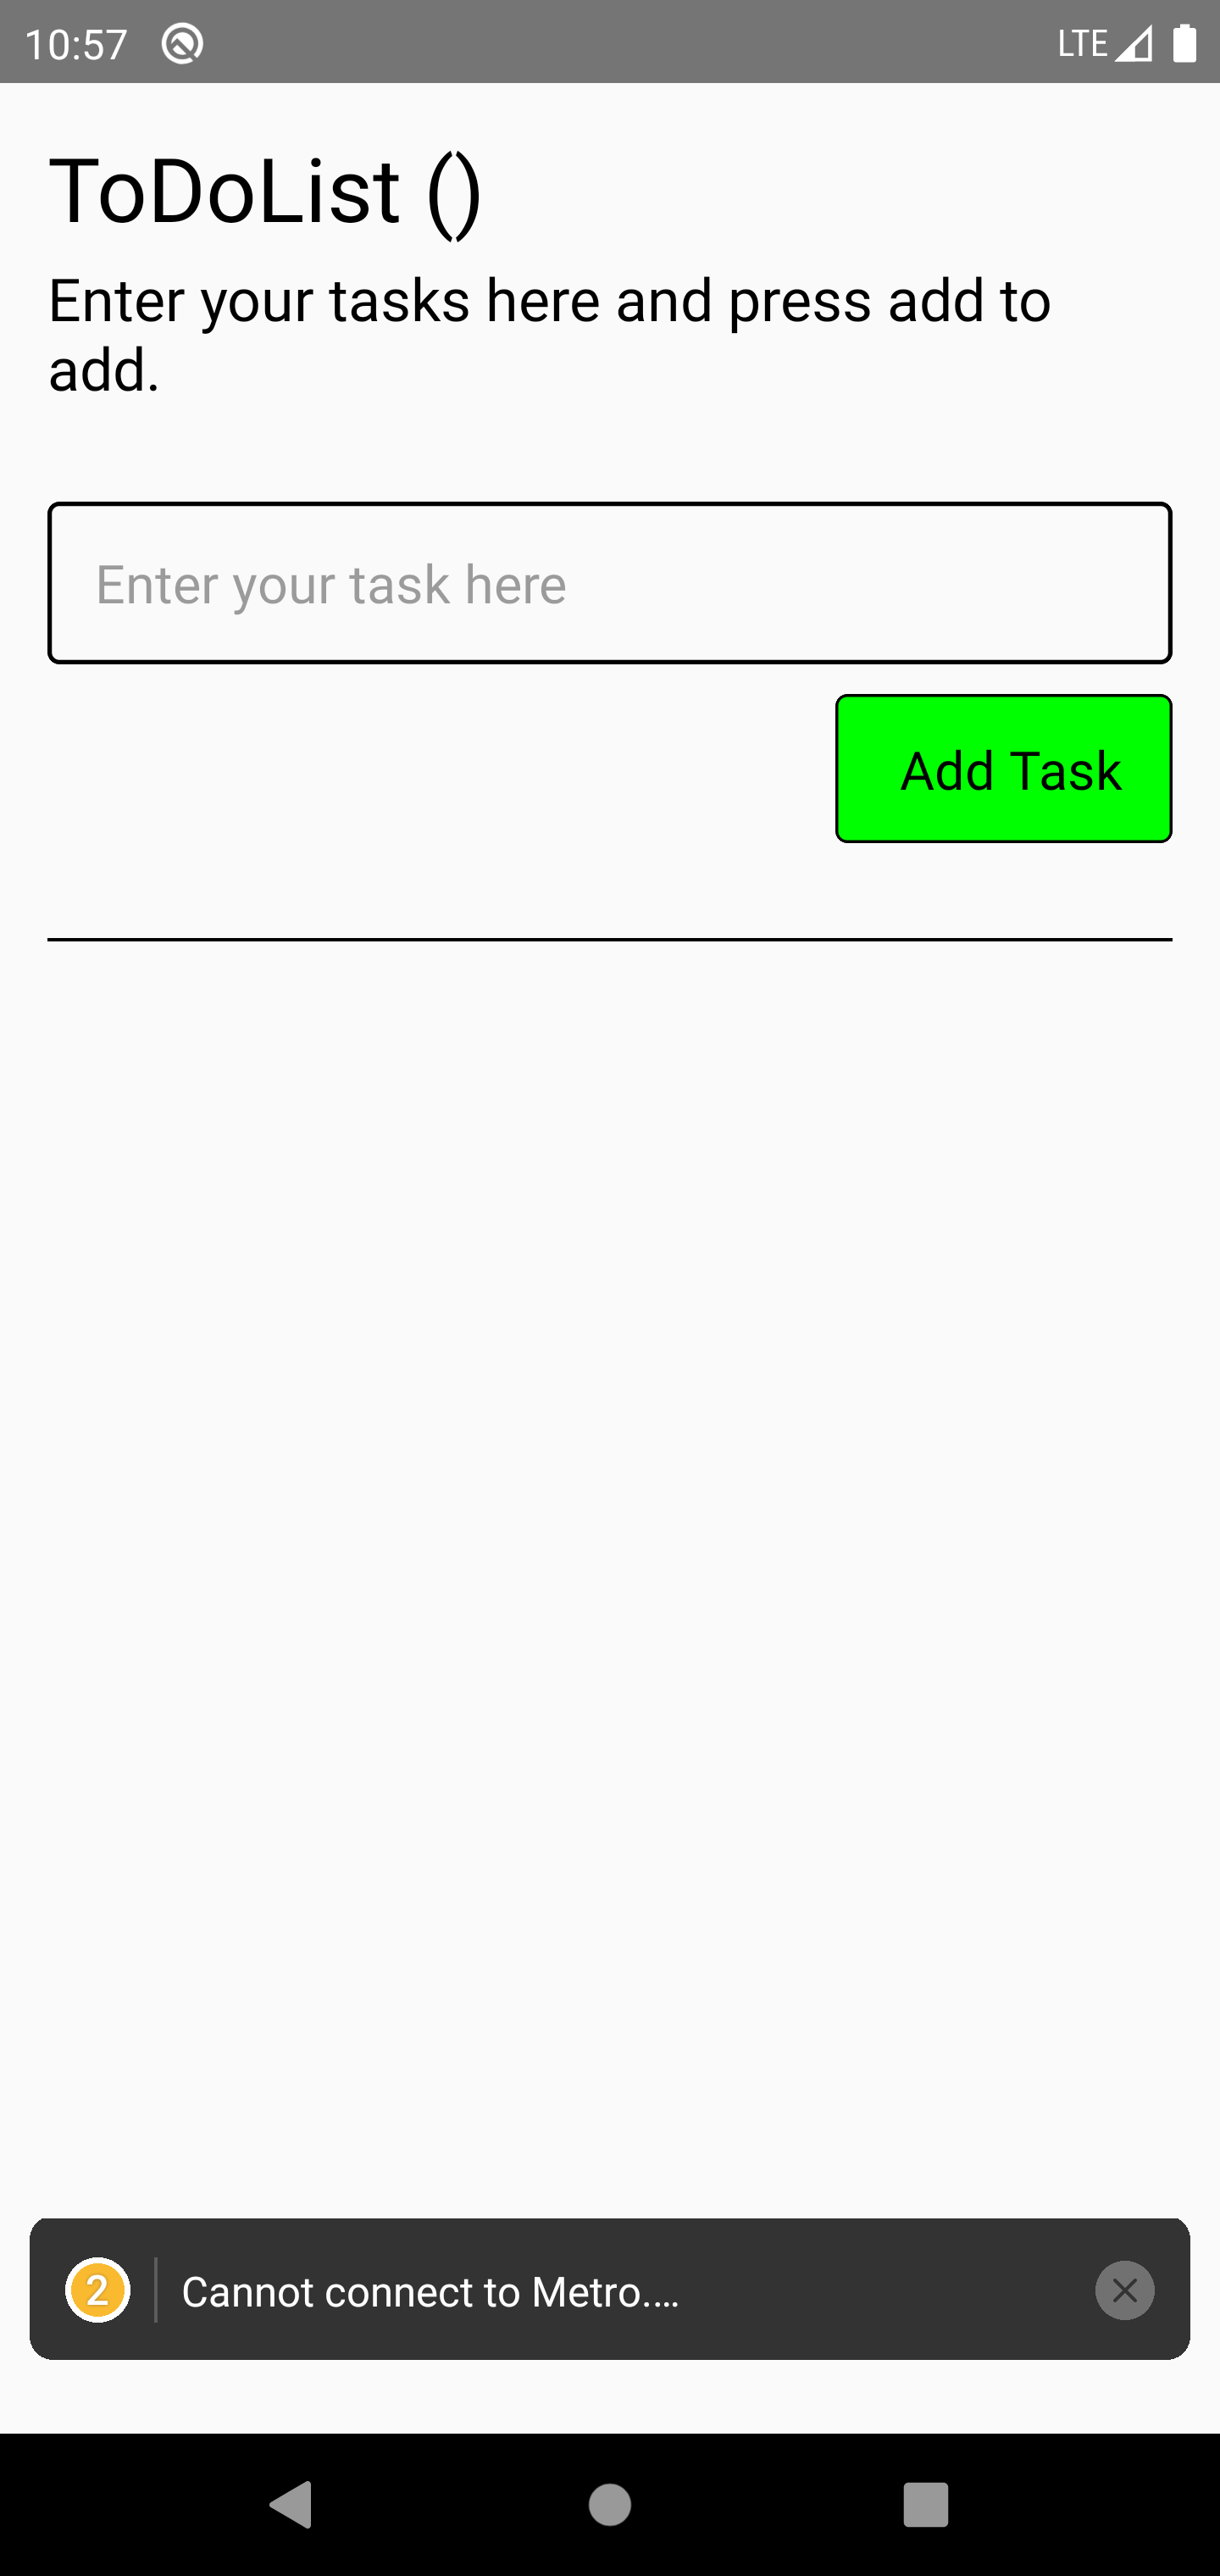 10:57
LTE
ToDoList ()
Enter your tasks here and press add to
add.
Enter your task here
Add Task
2
Cannot connect to Metro....